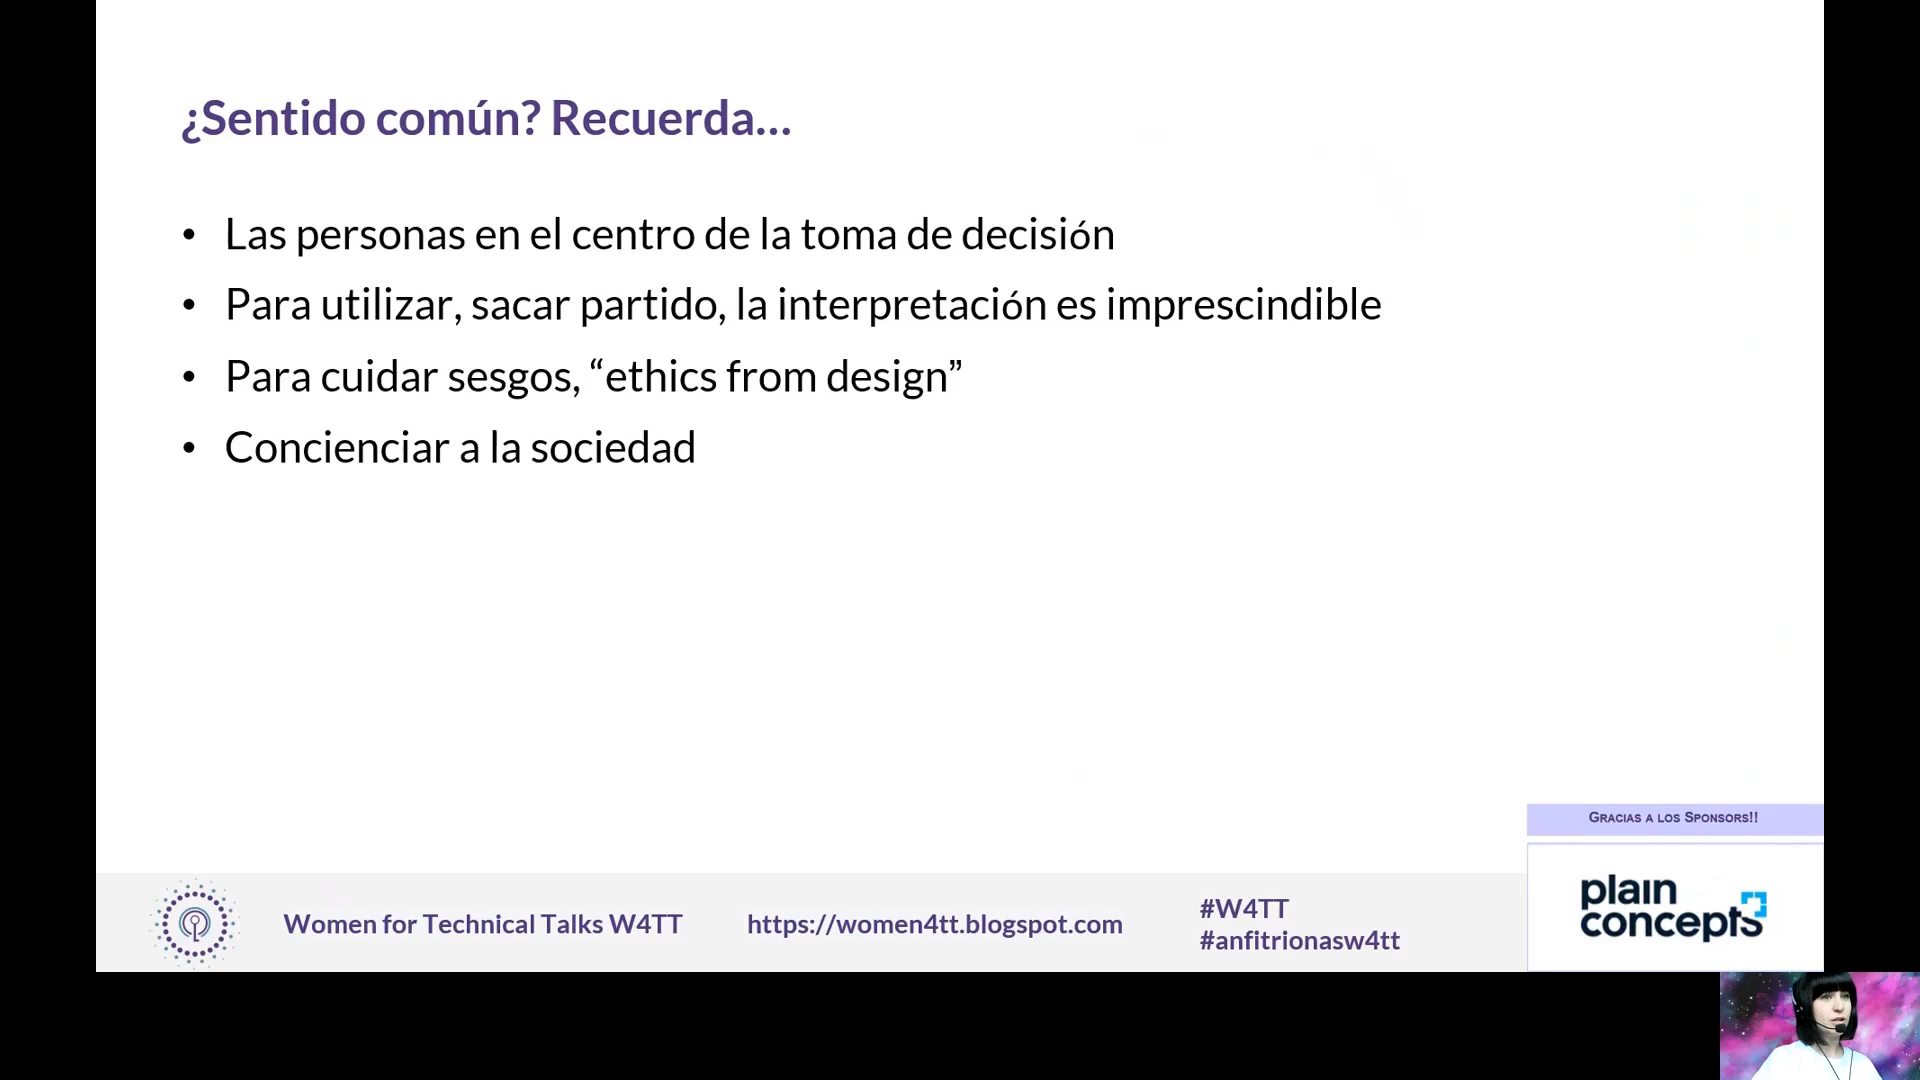 ¿Sentido común? Recuerda...
• Las personas en el centro de la toma de decisión
• Para utilizar, sacar partido, la interpretación es imprescindible
• Para cuidar sesgos, “ethics from design”
• Concienciar a la sociedad
GRACIAS A LOS SPONSORS!!
plain
concepts
Women for Technical Talks W4TT
https://women4tt.blogspot.com
#W4TT
#anfitrionasw4tt